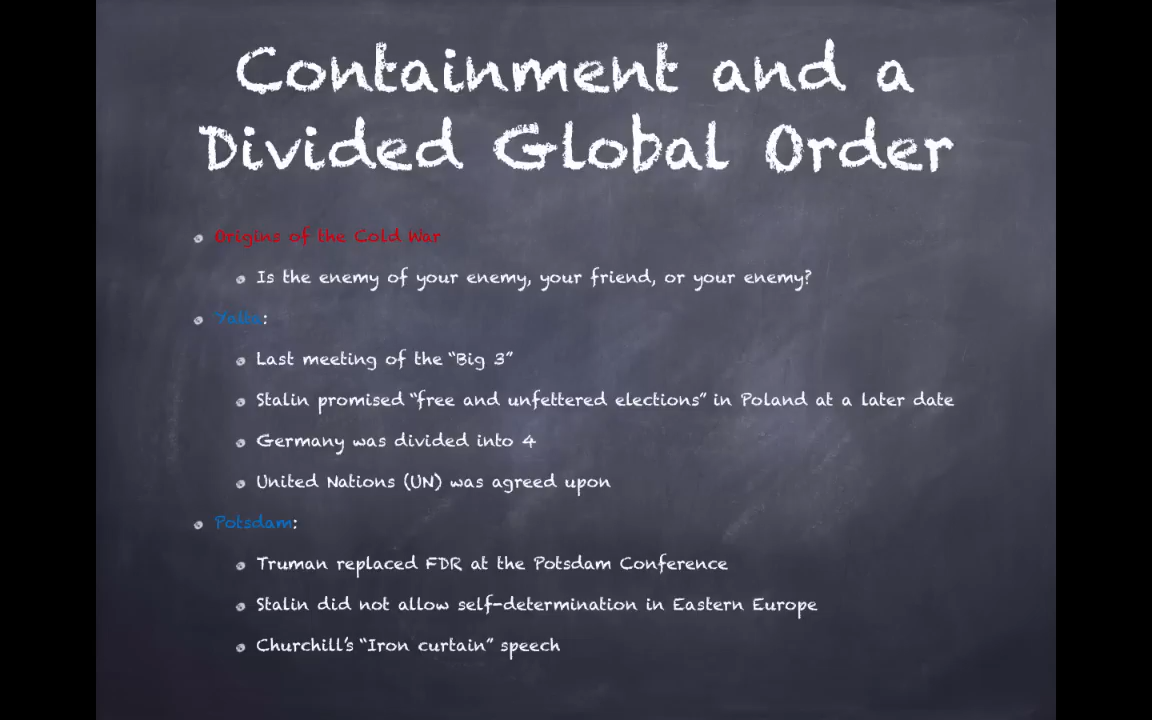 Containment and a
Divided Global Order
Origins of the Cold War
Is the enemy of your enemy, your friend, or your enemy?
Yalta:
Last meeting of the “Big 3”
Stalin promised “free and unfettered elections” in Poland at a later date
Germany was divided into 4
United Nations (UN) was agreed upon
Potsdam:
Truman replaced FDR at the Potsdam Conference
Stalin did not allow self-determination in Eastern Europe
Churchill’s “Iron curtain” speech